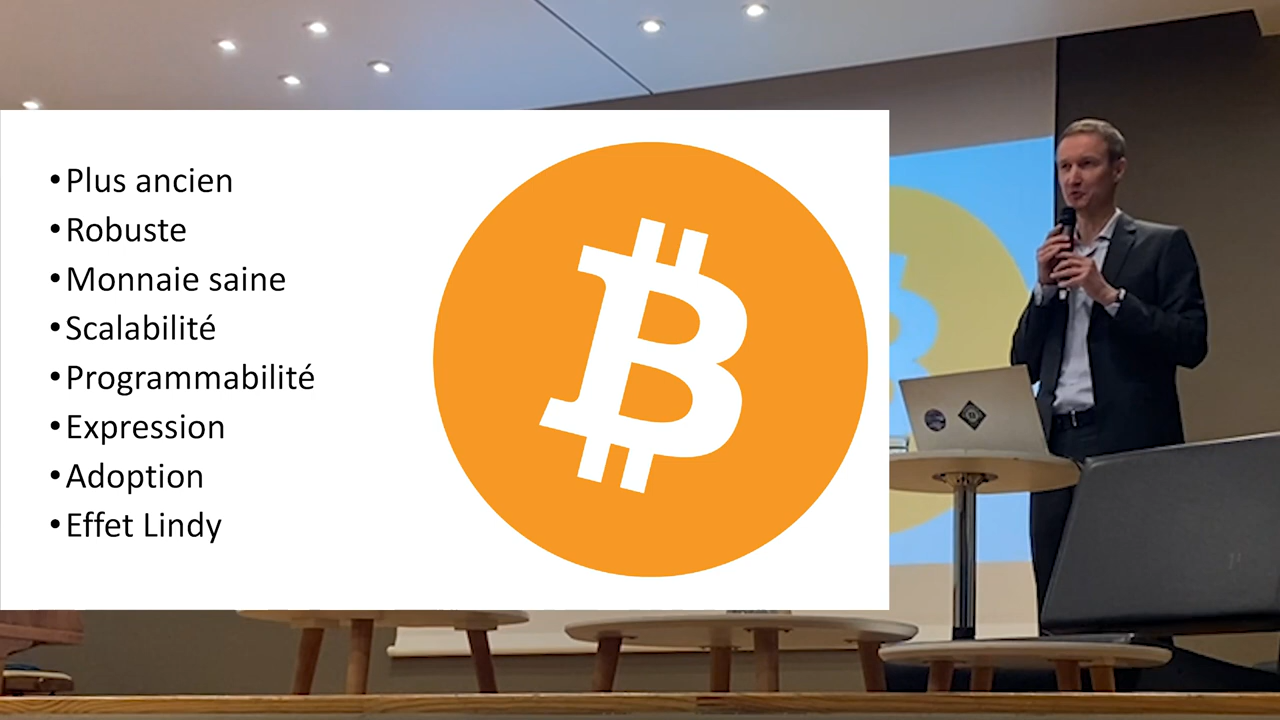 •Plus ancien
•Robuste
•Monnaie saine
•Scalabilité
•Programmabilité
•Expression
•Adoption
•Effet Lindy